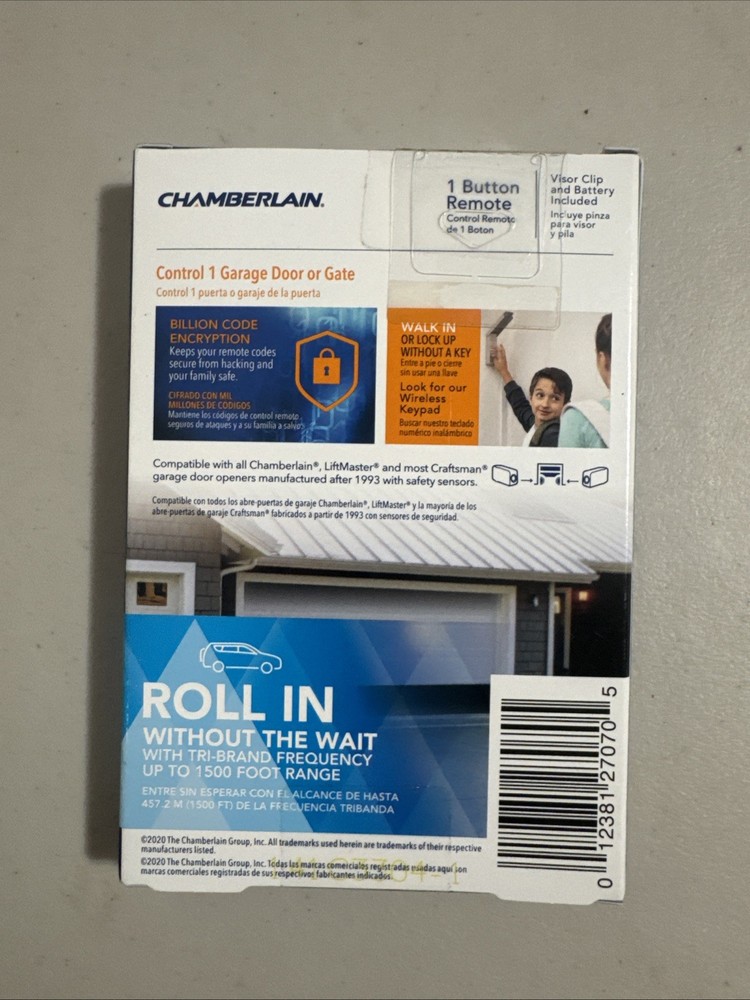 CHAMBERLAIN®
1 Button
Remote
Control Remoto
de 1 Boton
Visor Clip
and Battery
Included
Incluye pinza
para visor
y pila
Control 1 Garage Door or Gate
Control 1 puerta o garaje de la puerta
BILLION CODE
ENCRYPTION
Keeps your remote codes
secure from hacking and
your family safe.
CIFRADO CON MIL
MILLONES DE CODIGOS
Mantiene los códigos de control remoto
seguros de ataques y a su familia a salvo.
WALK IN
OR LOCK UP
WITHOUT A KEY
Entre a pie o cierre
sin usar una llave
Look for our
Wireless
Keypad
Buscar nuestro teclado
numérico inalámbrico
Compatible with all Chamberlain®, LiftMaster® and most Craftsman®
garage door openers manufactured after 1993 with safety sensors.
Compatible con todos los abre-puertas de garaje Chamberlain®, LiftMaster® y la mayoría de los
abre-puertas de garaje Craftsman® fabricados a partir de 1993 con sensores de seguridad.
ROLL IN
WITHOUT THE WAIT
WITH TRI-BRAND FREQUENCY
UP TO 1500 FOOT RANGE
ENTRE SIN ESPERAR CON EL ALCANCE DE HASTA
457.2 M (1500 FT) DE LA FRECUENCIA TRIBANDA
©2020 The Chamberlain Group, Inc. All trademarks used herein are trademarks of their respective
manufacturers listed.
©2020 The Chamberlain Group, Inc. Todas las marcas comerciales registradas usadas aquí son
marcas comerciales registradas de sus respectivos fabricantes indicados.
0 12381 27070 5